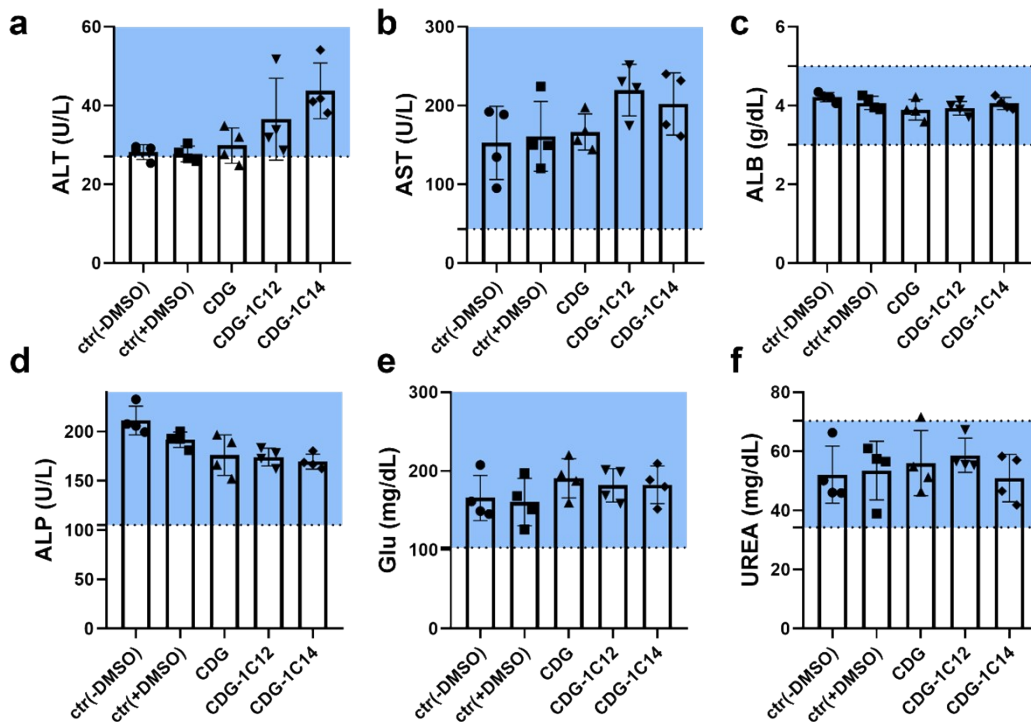 a
ALT (U/L)
60
40
20
0
ctr(-DMSO)
ctr(+DMSO)
CDG
CDG-1C12
CDG-1C14
b
AST (U/L)
300
200
100
0
ctr(-DMSO)
ctr(+DMSO)
CDG
CDG-1C12
CDG-1C14
c
ALB (g/dL)
6
4
2
0
ctr(-DMSO)
ctr(+DMSO)
CDG
CDG-1C12
CDG-1C14
d
ALP (U/L)
200
150
100
50
0
ctr(-DMSO)
ctr(+DMSO)
CDG
CDG-1C12
CDG-1C14
e
Glu (mg/dL)
300
200
100
0
ctr(-DMSO)
ctr(+DMSO)
CDG
CDG-1C12
CDG-1C14
f
UREA (mg/dL)
80
60
40
20
0
ctr(-DMSO)
ctr(+DMSO)
CDG
CDG-1C12
CDG-1C14